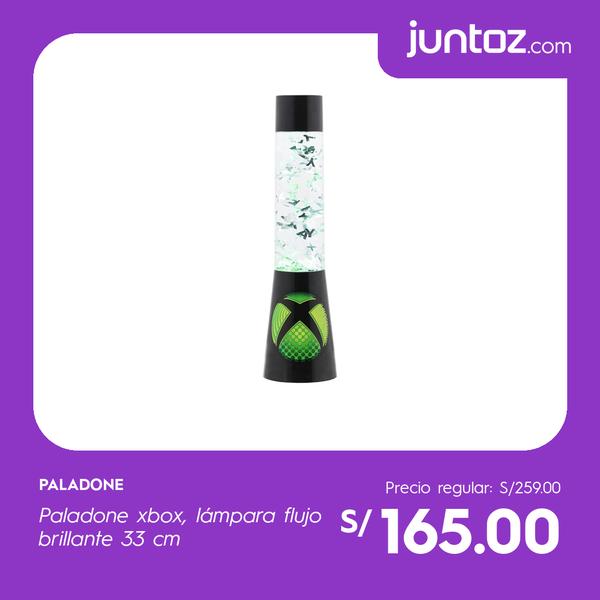 juntoz.com
PALADONE
Paladone xbox, lámpara flujo
brillante 33 cm
Precio regular: S/259.00
S/165.00